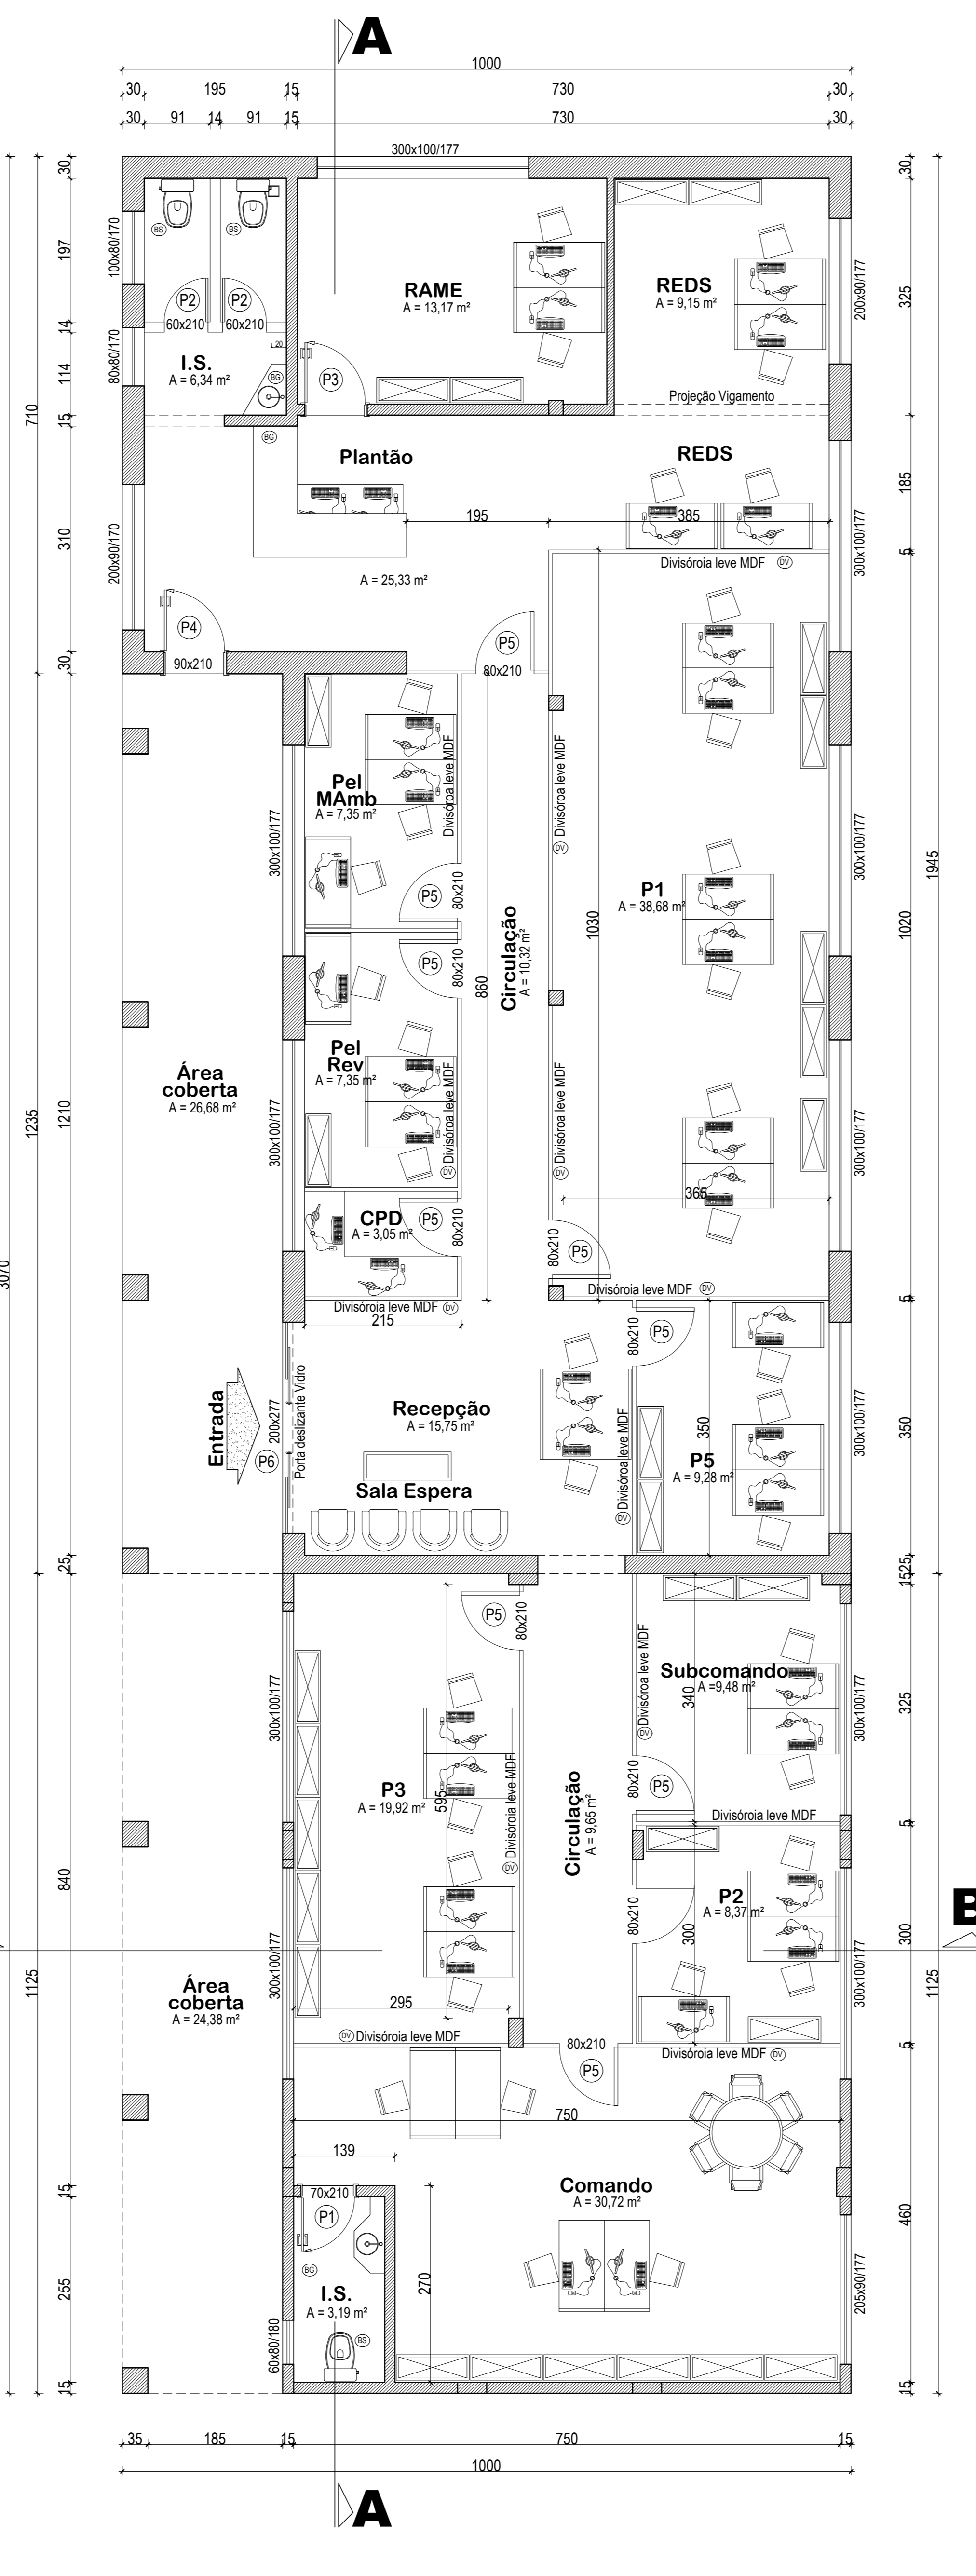 A
1000
30 195 15 730 30
30 91 14 91 15 730 30
300x100/177
30
197
14
114
15
310
30
710
100x80/170
80x80/170
200x90/170
BS
BS
P2
P2
60x210
60x210
I.S.
A = 6,34 m²
20
BG
BG
RAME
A = 13,17 m²
P3
REDS
A = 9,15 m²
Projeção Vigamento
200x90/177
30
325
Plantão
REDS
195
385
185
300x100/177
5
Divisóroia leve MDF
DV
A = 25,33 m²
P4
90x210
P5
80x210
Pel
MAmb
A = 7,35 m²
Divisóroa leve MDF
P5
80x210
300x100/177
DV
Divisóroa leve MDF
P1
A = 38,68 m²
1030
300x100/177
1020
1945
Circulação
A = 10,32 m²
860
P5
80x210
Pel
Rev
A = 7,35 m²
DV
Divisóroa leve MDF
DV
Divisóroa leve MDF
Área
coberta
A = 26,68 m²
300x100/177
1235
1210
300x100/177
365
CPD
A = 3,05 m²
P5
80x210
P5
80x210
3070
Divisóroia leve MDF
DV
215
Divisóroia leve MDF
DV
5
Entrada
P6
200x277
Porta deslizante Vidro
Recepção
A = 15,75 m²
Sala Espera
DV
Divisóroa leve MDF
80x210
P5
350
P5
A = 9,28 m²
300x100/177
350
25
25
15
P5
80x210
300x100/177
P3
A = 19,92 m²
595
DV
Divisóroa leve MDF
Circulação
A = 9,65 m²
DV
Divisóroa leve MDF
Subcomando
A =9,48 m²
340
80x210
P5
Divisóroia leve MDF
300x100/177
325
5
840
1125
Área
coberta
A = 24,38 m²
300x100/177
295
DV
Divisóroia leve MDF
80x210
P2
A = 8,37 m²
300
300x100/177
300
B
1125
80x210
P5
Divisóroia leve MDF
DV
5
750
139
15
70x210
P1
BG
I.S.
A = 3,19 m²
BS
255
60x80/180
270
Comando
A = 30,72 m²
460
205x90/177
15
15
35 185 15 750 15
1000
A